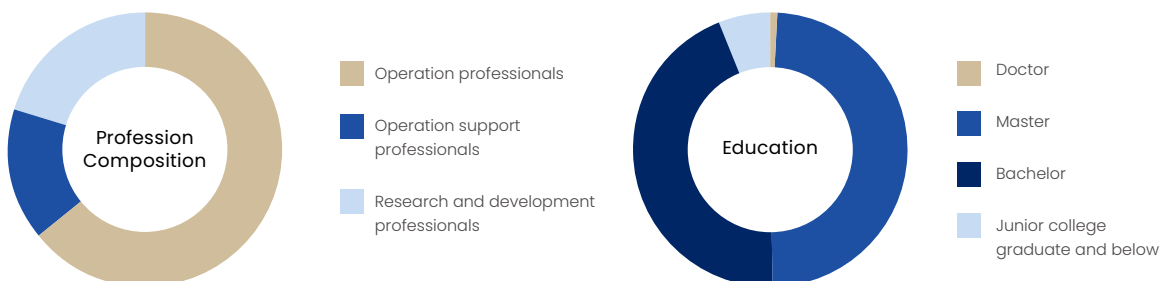 Profession
Composition
Operation professionals
Operation support
professionals
Research and development
professionals
Education
Doctor
Master
Bachelor
Junior college
graduate and below